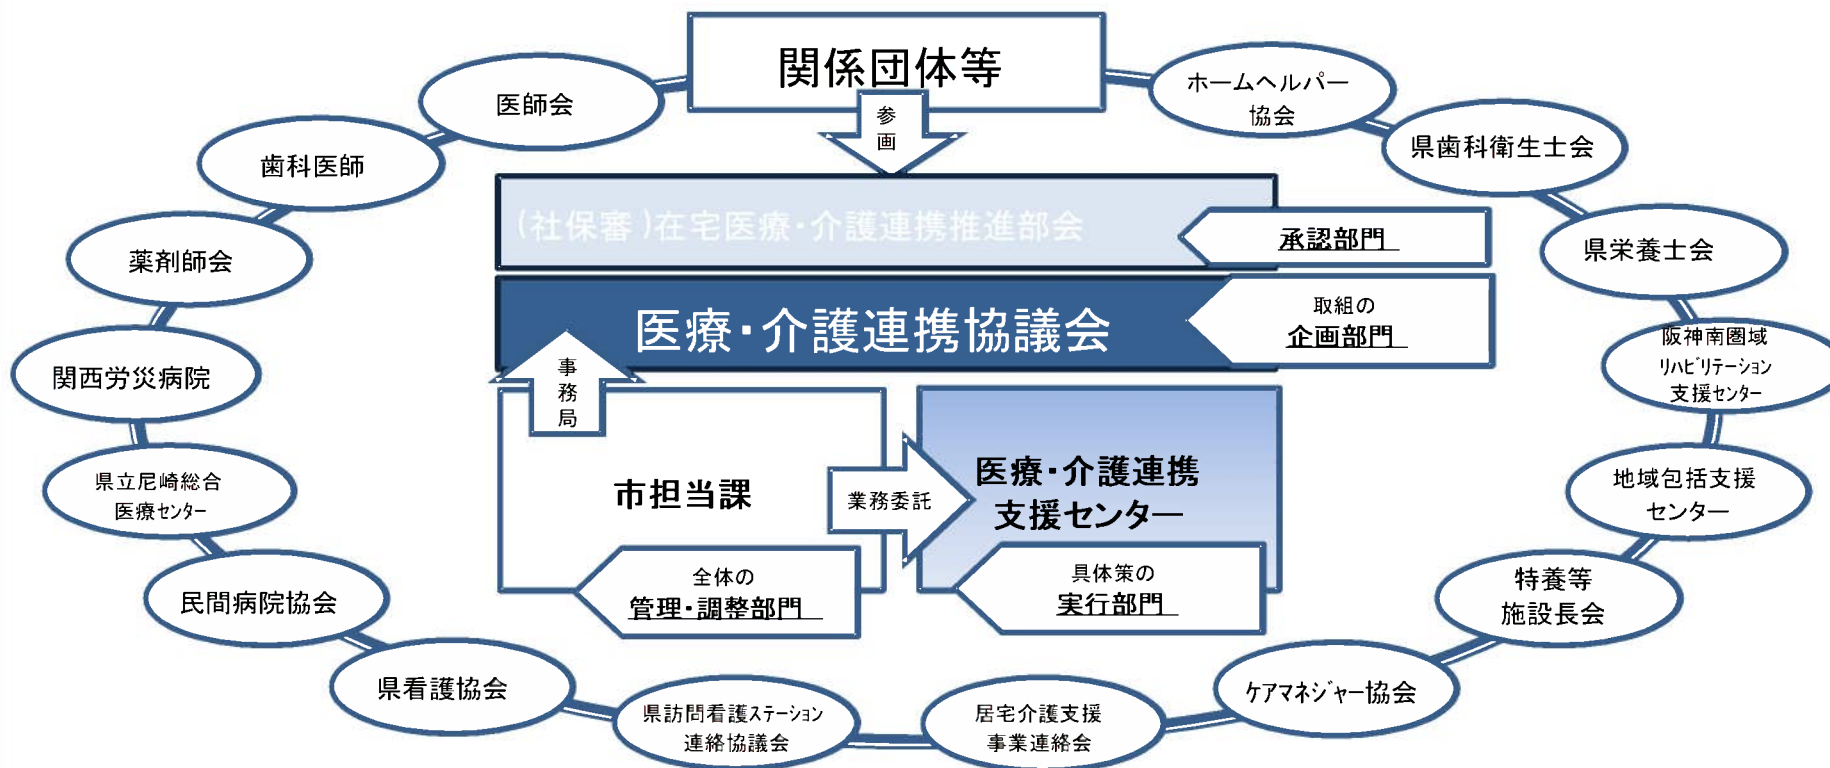 関係団体等
参
画
医師会
歯科医師
薬剤師会
関西労災病院
県立尼崎総合
医療センター
民間病院協会
県看護協会
県訪問看護ステーション
連絡協議会
居宅介護支援
事業連絡会
ケアマネジャー協会
特養等
施設長会
地域包括支援
センター
阪神南圏域
リハビリテーション
支援センター
県栄養士会
県歯科衛生士会
ホームヘルパー
協会
(社保審)在宅医療・介護連携推進部会
承認部門
医療・介護連携協議会
取組の
企画部門
事
務
局
市担当課
全体の
管理・調整部門
業務委託
医療・介護連携
支援センター
具体策の
実行部門